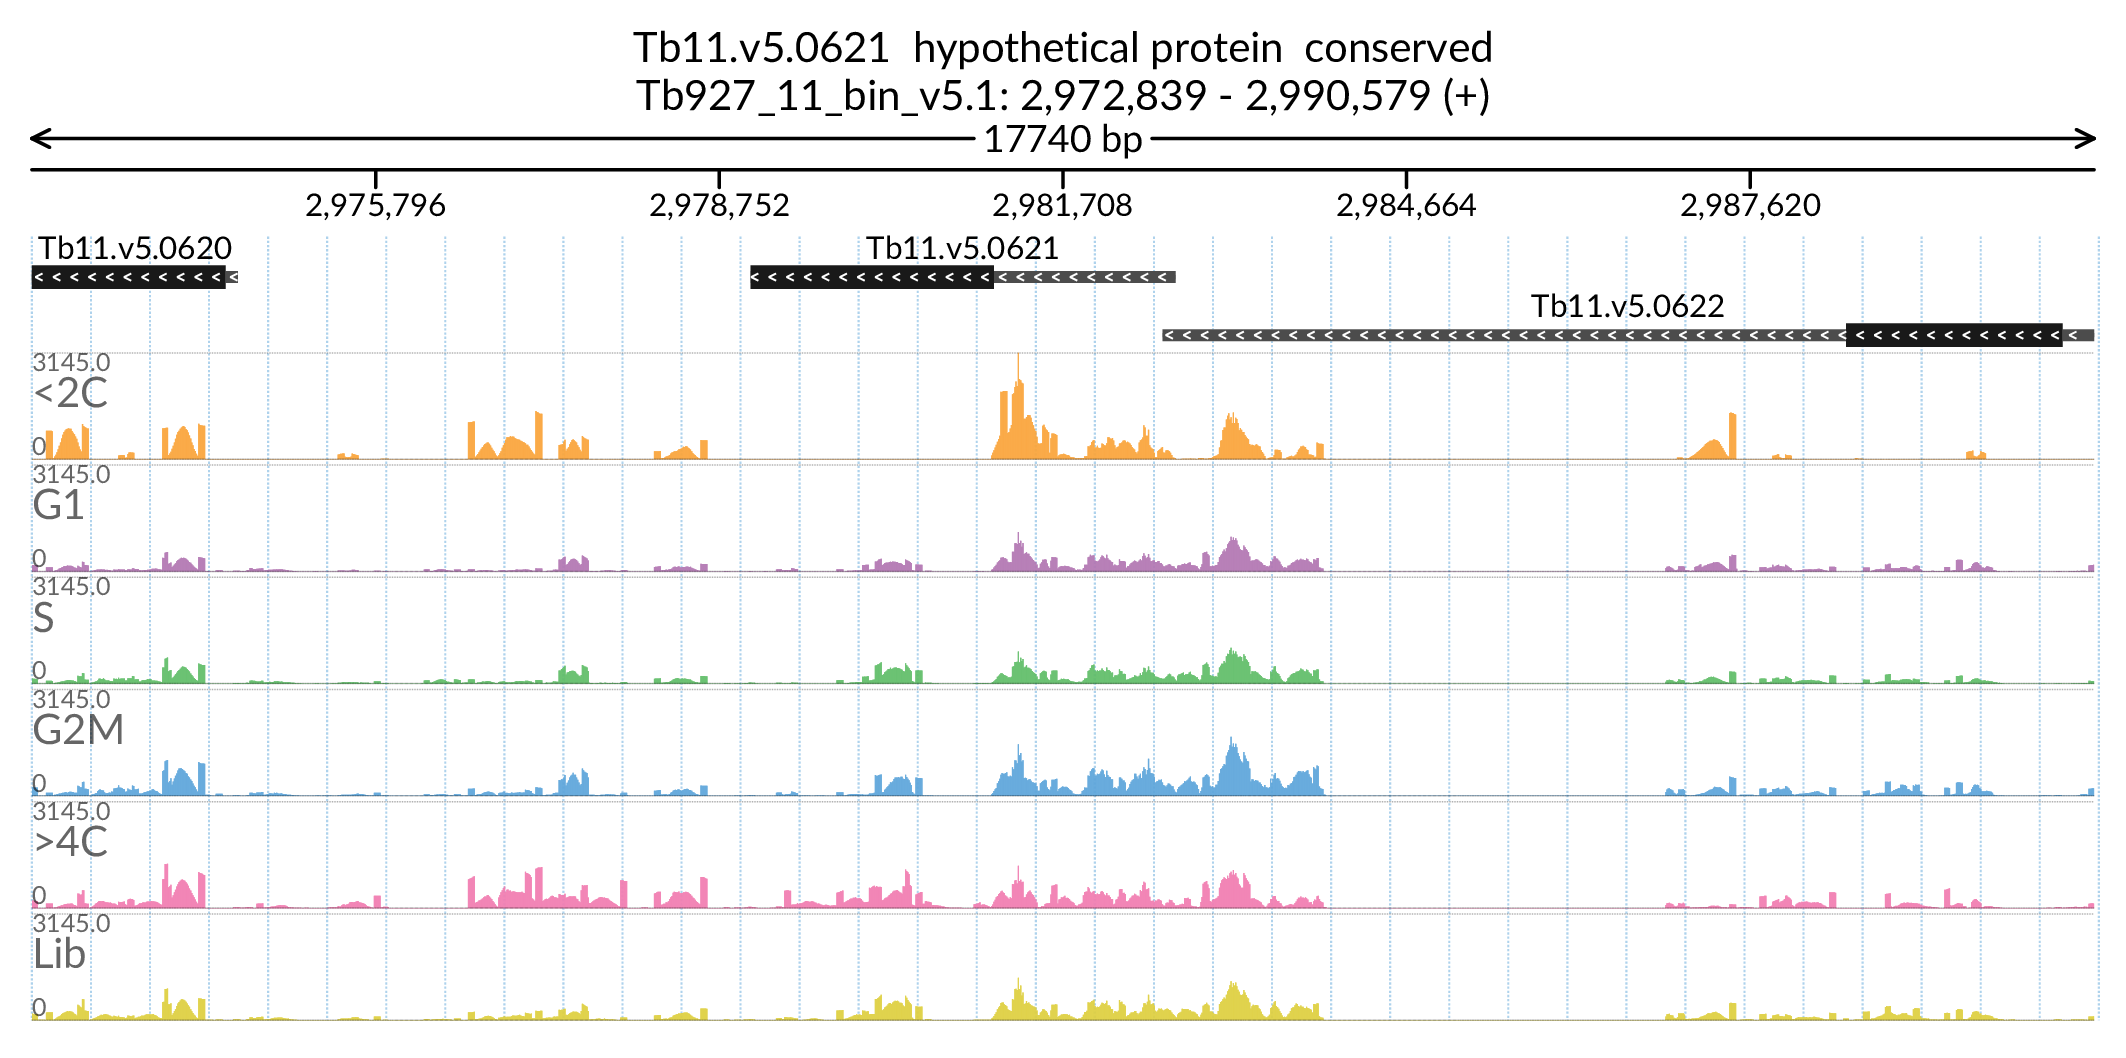 Tb11.v5.0621 hypothetical protein conserved
Tb927_11_bin_v5.1: 2,972,839 - 2,990,579 (+)
17740 bp
2,975,796 2,978,752 2,981,708 2,984,664 2,987,620
Tb11.v5.0620 Tb11.v5.0621
Tb11.v5.0622
3145.0
<2C
0
3145.0
G1
0
3145.0
S
0
3145.0
G2M
0
3145.0
>4C
0
3145.0
Lib
0